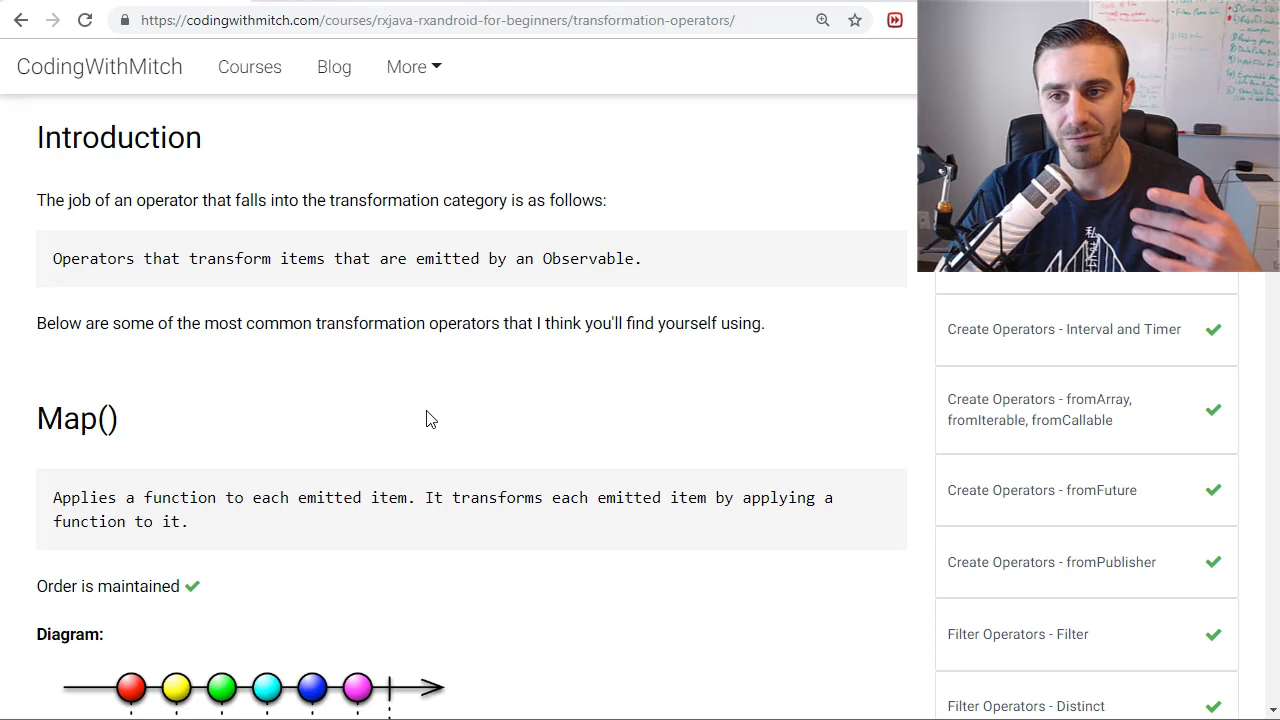 https://codingwithmitch.com/courses/rxjava-rxandroid-for-beginners/transformation-operators/
CodingWithMitch Courses Blog More
Introduction
The job of an operator that falls into the transformation category is as follows:
Operators that transform items that are emitted by an Observable.
Below are some of the most common transformation operators that I think you'll find yourself using.
Map()
Applies a function to each emitted item. It transforms each emitted item by applying a
function to it.
Order is maintained
Diagram:
Create Operators - Interval and Timer
Create Operators - fromArray,
fromIterable, fromCallable
Create Operators - fromFuture
Create Operators - fromPublisher
Filter Operators - Filter
Filter Operators - Distinct